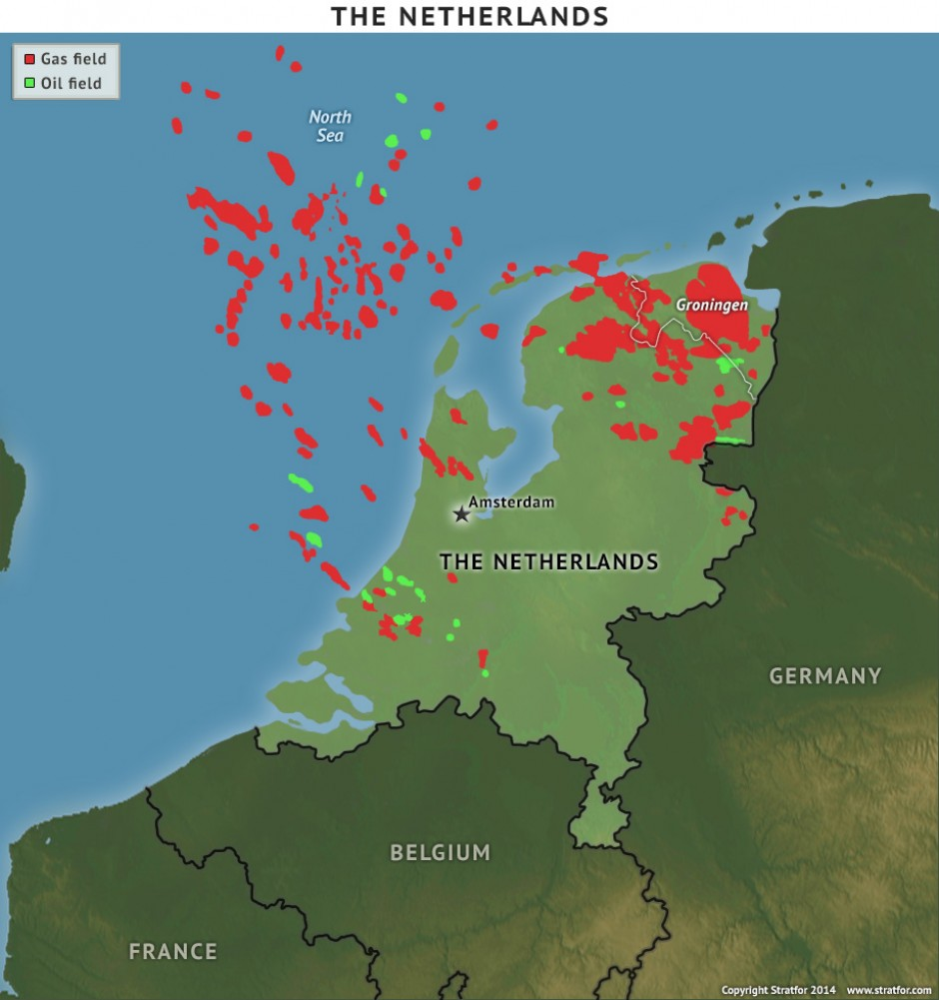 THE NETHERLANDS
Gas field
Oil field
North
Sea
Groningen
Amsterdam
THE NETHERLANDS
GERMANY
BELGIUM
FRANCE
Copyright Stratfor 2014 www.stratfor.com